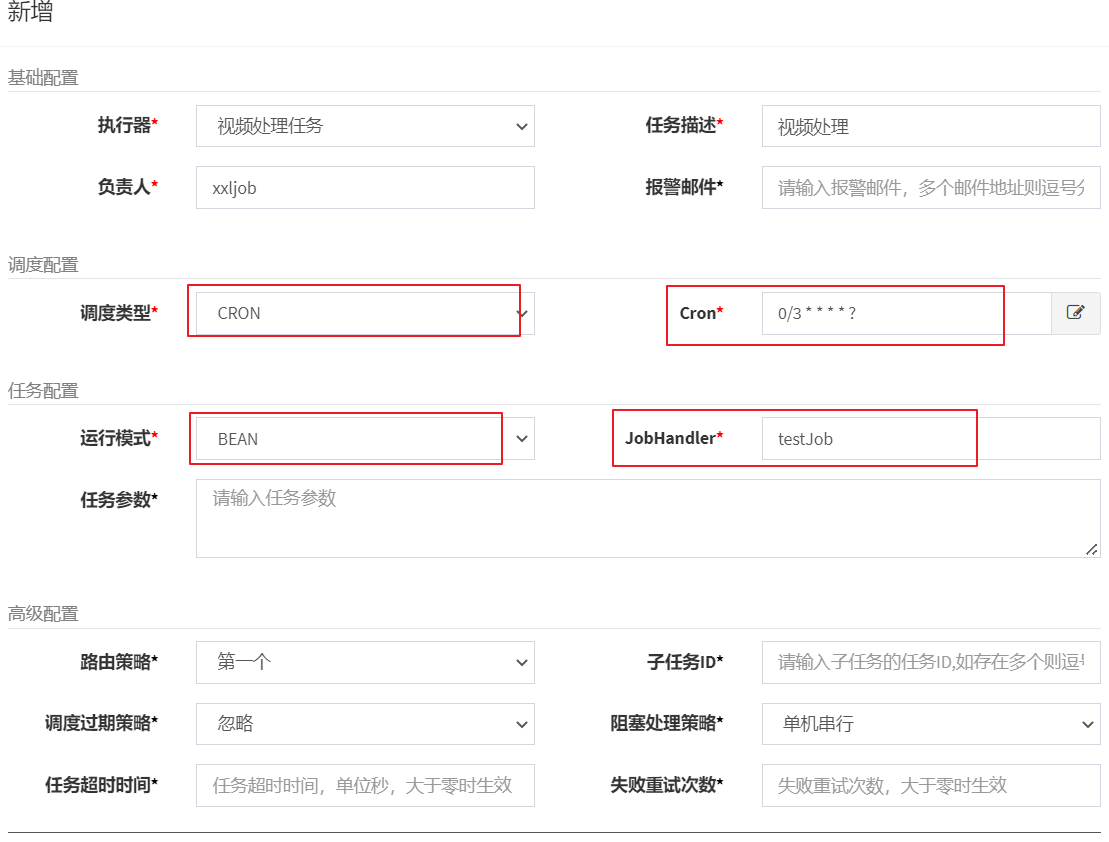 新增
基础配置
执行器* 视频处理任务 任务描述* 视频处理
负责人* xxljob 报警邮件* 请输入报警邮件，多个邮件地址则逗号分
调度配置
调度类型* CRON Cron* 0/3 * * * * ?
任务配置
运行模式* BEAN JobHandler* testJob
任务参数* 请输入任务参数
高级配置
路由策略* 第一个 子任务ID* 请输入子任务的任务ID,如存在多个则逗号
调度过期策略* 忽略 阻塞处理策略* 单机串行
任务超时时间* 任务超时时间，单位秒，大于零时生效 失败重试次数* 失败重试次数，大于零时生效